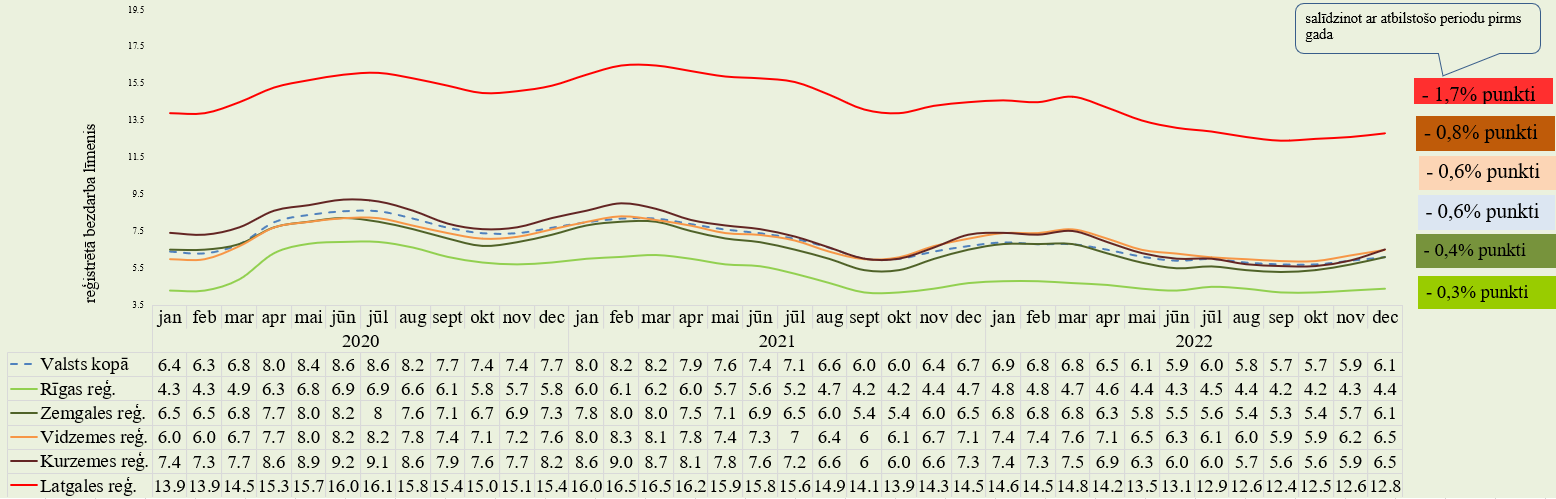 19.5
17.5
15.5
13.5
11.5
9.5
7.5
5.5
3.5
reģistrētā bezdarba līmenis
salīdzinot ar atbilstošo periodu pirms
gada
- 1,7% punkti
- 0,8% punkti
- 0,6% punkti
- 0,6% punkti
- 0,4% punkti
- 0,3% punkti
jan feb mar apr mai jūn jūl aug sept okt nov dec jan feb mar apr mai jūn jūl aug sept okt nov dec jan feb mar apr mai jūn jūl aug sep okt nov dec
2020 2021 2022
Valsts kopā 6.4 6.3 6.8 8.0 8.4 8.6 8.6 8.2 7.7 7.4 7.4 7.7 8.0 8.2 8.2 7.9 7.6 7.4 7.1 6.6 6.0 6.0 6.4 6.7 6.9 6.8 6.8 6.5 6.1 5.9 6.0 5.8 5.7 5.7 5.9 6.1
Rīgas reģ. 4.3 4.3 4.9 6.3 6.8 6.9 6.9 6.6 6.1 5.8 5.7 5.8 6.0 6.1 6.2 6.0 5.7 5.6 5.2 4.7 4.2 4.2 4.4 4.7 4.8 4.8 4.7 4.6 4.4 4.3 4.5 4.4 4.2 4.2 4.3 4.4
Zemgales reģ. 6.5 6.5 6.8 7.7 8.0 8.2 8 7.6 7.1 6.7 6.9 7.3 7.8 8.0 8.0 7.5 7.1 6.9 6.5 6.0 5.4 5.4 6.0 6.5 6.8 6.8 6.8 6.3 5.8 5.5 5.6 5.4 5.3 5.4 5.7 6.1
Vidzemes reģ. 6.0 6.0 6.7 7.7 8.0 8.2 8.2 7.8 7.4 7.1 7.2 7.6 8.0 8.3 8.1 7.8 7.4 7.3 7 6.4 6 6.1 6.7 7.1 7.4 7.4 7.6 7.1 6.5 6.3 6.1 6.0 5.9 5.9 6.2 6.5
Kurzemes reģ. 7.4 7.3 7.7 8.6 8.9 9.2 9.1 8.6 7.9 7.6 7.7 8.2 8.6 9.0 8.7 8.1 7.8 7.6 7.2 6.6 6 6.0 6.6 7.3 7.4 7.3 7.5 6.9 6.3 6.0 6.0 5.7 5.6 5.6 5.9 6.5
Latgales reģ. 13.9 13.9 14.5 15.3 15.7 16.0 16.1 15.8 15.4 15.0 15.1 15.4 16.0 16.5 16.5 16.2 15.9 15.8 15.6 14.9 14.1 13.9 14.3 14.5 14.6 14.5 14.8 14.2 13.5 13.1 12.9 12.6 12.4 12.5 12.6 12.8